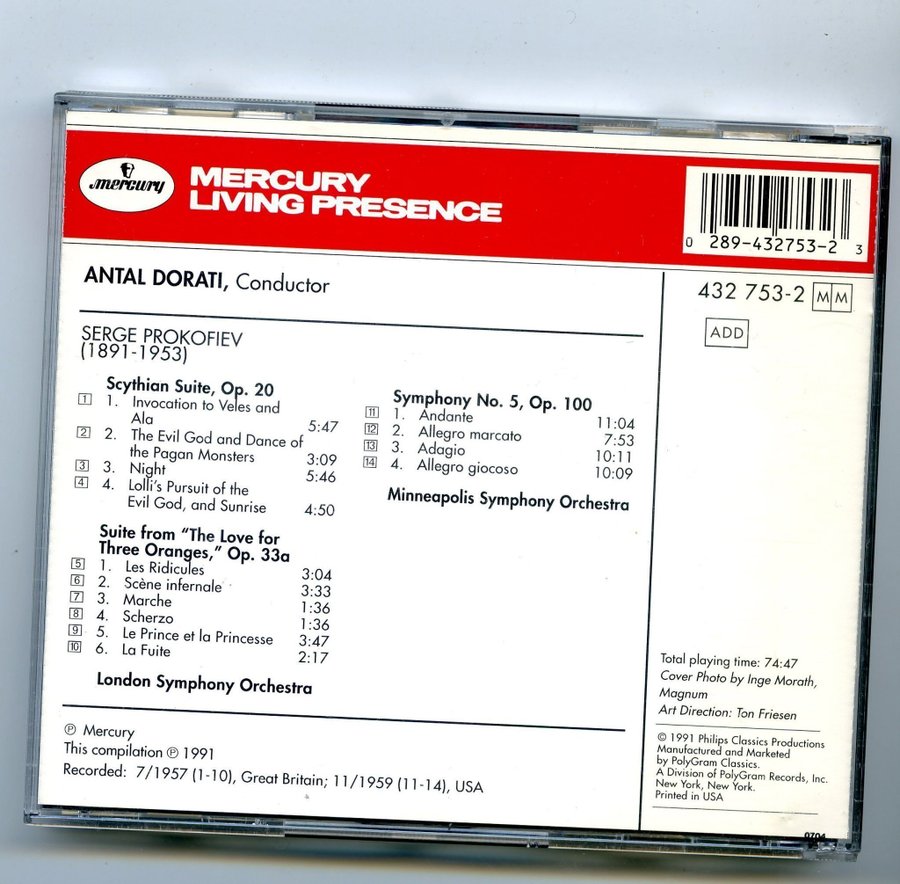 mercury
MERCURY
LIVING PRESENCE
0 289-432753-2 3
ANTAL DORATI, Conductor
432 753-2 MM
ADD
SERGE PROKOFIEV
(1891-1953)
Scythian Suite, Op. 20
1 1. Invocation to Veles and
Ala 5:47
2 2. The Evil God and Dance of
the Pagan Monsters 3:09
3 3. Night 5:46
4 4. Lolli's Pursuit of the
Evil God, and Sunrise 4:50
Suite from "The Love for
Three Oranges," Op. 33a
5 1. Les Ridicules 3:04
6 2. Scène infernale 3:33
7 3. Marche 1:36
8 4. Scherzo 1:36
9 5. Le Prince et la Princesse 3:47
10 6. La Fuite 2:17
London Symphony Orchestra
Symphony No. 5, Op. 100
11 1. Andante 11:04
12 2. Allegro marcato 7:53
13 3. Adagio 10:11
14 4. Allegro giocoso 10:09
Minneapolis Symphony Orchestra
℗ Mercury
This compilation ℗ 1991
Recorded: 7/1957 (1-10), Great Britain; 11/1959 (11-14), USA
Total playing time: 74:47
Cover Photo by Inge Morath,
Magnum
Art Direction: Ton Friesen
© 1991 Philips Classics Productions
Manufactured and Marketed
by PolyGram Classics.
A Division of PolyGram Records, Inc.
New York, New York.
Printed in USA
0704